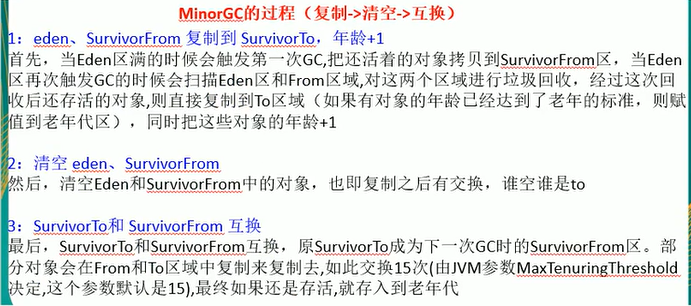 MinorGC的过程（复制->清空->互换）
1：eden、SurvivorFrom 复制到 SurvivorTo，年龄+1
首先，当Eden区满的时候会触发第一次GC,把还活着的对象拷贝到SurvivorFrom区，当Eden
区再次触发GC的时候会扫描Eden区和From区域,对这两个区域进行垃圾回收，经过这次回
收后还存活的对象,则直接复制到To区域（如果有对象的年龄已经达到了老年的标准，则赋
值到老年代区），同时把这些对象的年龄+1
2：清空 eden、SurvivorFrom
然后，清空Eden和SurvivorFrom中的对象，也即复制之后有交换，谁空谁是to
3：SurvivorTo和 SurvivorFrom 互换
最后，SurvivorTo和SurvivorFrom互换，原SurvivorTo成为下一次GC时的SurvivorFrom区。部
分对象会在From和To区域中复制来复制去,如此交换15次(由JVM参数MaxTenuringThreshold
决定,这个参数默认是15),最终如果还是存活,就存入到老年代